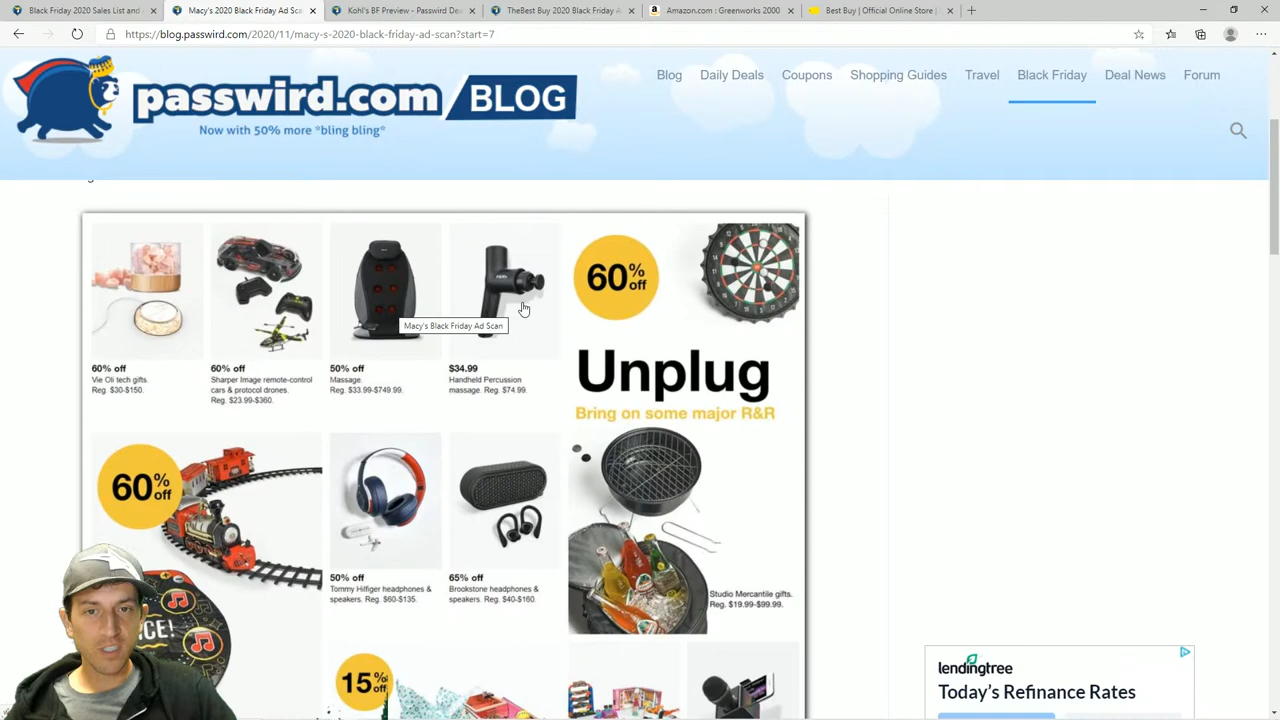 Black Friday 2020 Sales List and
Macy's 2020 Black Friday Ad Sca
Kohl's BF Preview - Passwird Dea
TheBest Buy 2020 Black Friday A
Amazon.com : Greenworks 2000
Best Buy | Official Online Store |
https://blog.passwird.com/2020/11/macy-s-2020-black-friday-ad-scan?start=7
passwird.com BLOG
Now with 50% more *bling bling*
Blog
Daily Deals
Coupons
Shopping Guides
Travel
Black Friday
Deal News
Forum
60% off
Vie Oli tech gifts.
Reg. $30-$150.
60% off
Sharper Image remote-control
cars & protocol drones.
Reg. $23.99-$360.
50% off
Massage.
Reg. $33.99-$749.99.
Macy's Black Friday Ad Scan
$34.99
Handheld Percussion
massage. Reg. $74.99.
60% off
Unplug
Bring on some major R&R
60% off
50% off
Tommy Hilfiger headphones &
speakers. Reg. $60-$135.
65% off
Brookstone headphones &
speakers. Reg. $40-$160.
Studio Mercantile gifts.
Reg. $19.99-$99.99.
15% off
lendingtree
Today's Refinance Rates